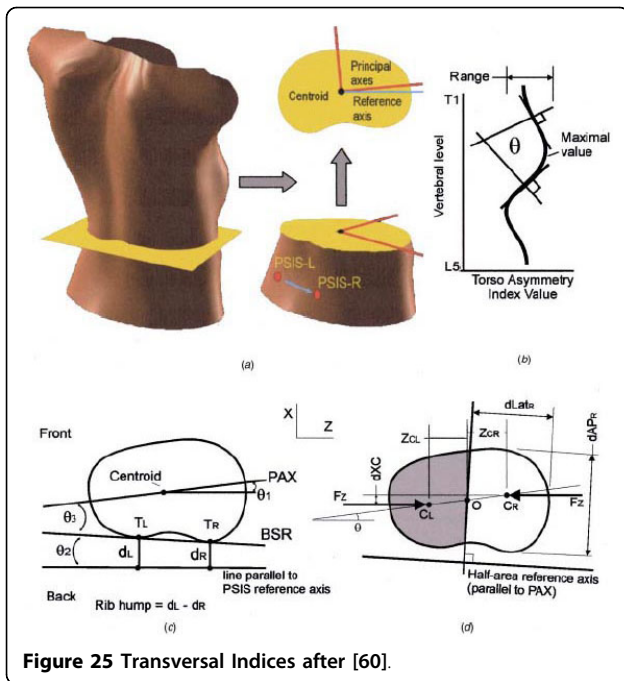 Principal
axes
Centroid
Reference
axis
PSIS-L
PSIS-R
(a)
Range
T1
Vertebral level
θ
Maximal
value
L5
Torso Asymmetry
Index Value
(b)
Front
X
Z
Centroid
PAX
θ1
θ3
TL
TR
BSR
θ2
dL
dR
line parallel to
PSIS reference axis
Back
Rib hump = dL - dR
(c)
dLatR
ZCL
ZCR
dAPR
dXC
Fz
CL
O
CR
Fz
θ
Half-area reference axis
(parallel to PAX)
(d)
Figure 25 Transversal Indices after [60].